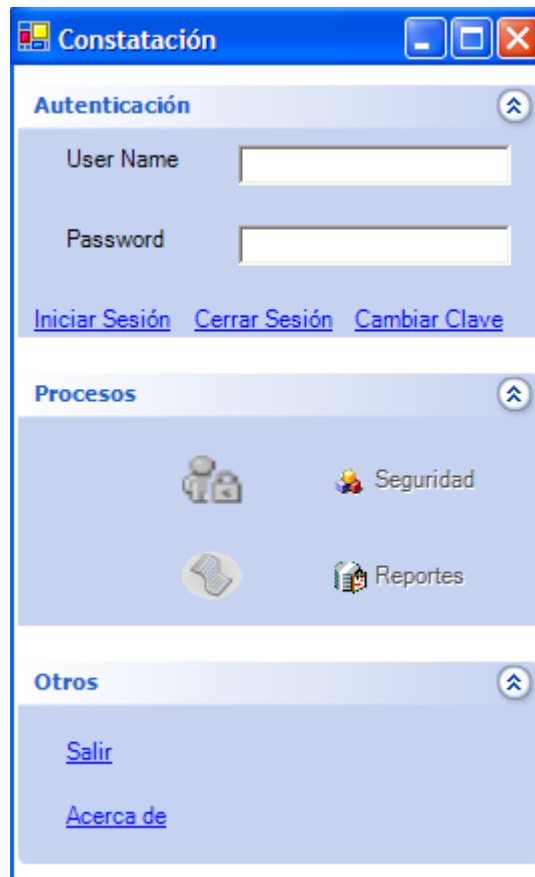 Constatación
Autenticación
User Name
Password
Iniciar Sesión Cerrar Sesión Cambiar Clave
Procesos
Seguridad
Reportes
Otros
Salir
Acerca de